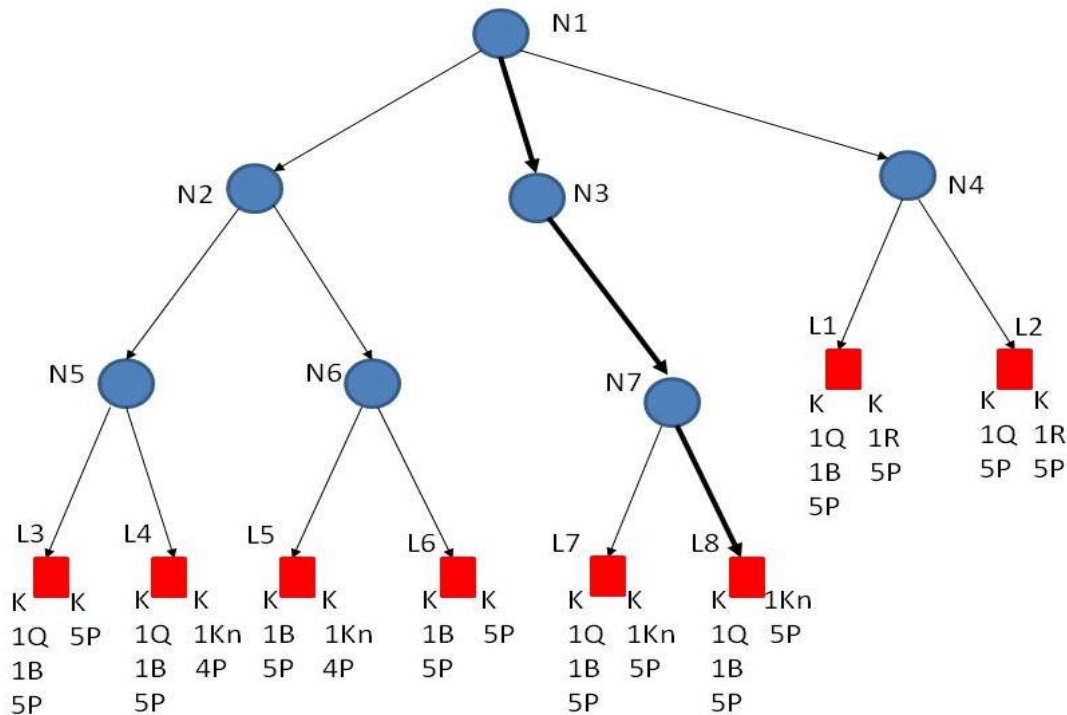 N1
N2
N3
N4
L1
L2
N5
N6
N7
K K
1Q 1R
1B 5P
5P
K K
1Q 1R
5P 5P
L3
L4
L5
L6
L7
L8
K K
1Q 5P
1B
5P
K K
1Q 1Kn
1B 4P
5P
K K
1B 1Kn
5P 4P
K K
1B 5P
5P
K K
1Q 1Kn
1B 5P
5P
K 1Kn
1Q 5P
1B
5P